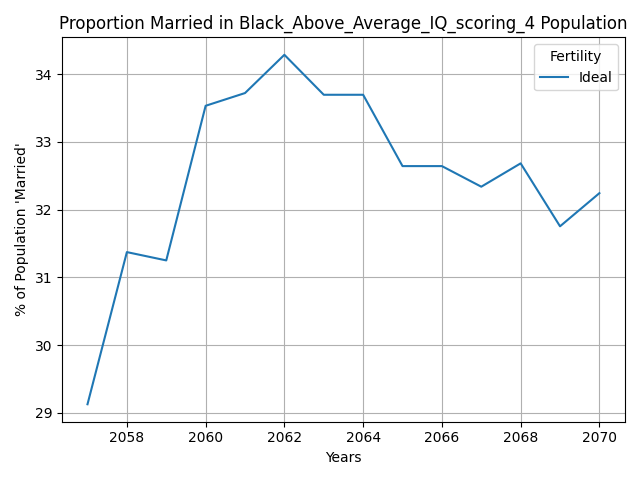 Proportion Married in Black_Above_Average_IQ_scoring_4 Population
Fertility
Ideal
% of Population 'Married'
34
33
32
31
30
29
2058 2060 2062 2064 2066 2068 2070
Years